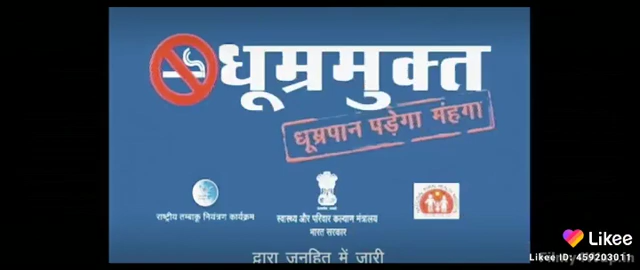 धूम्रमुक्त
धूम्रपान पड़ेगा मंहगा
राष्ट्रीय तम्बाकू नियंत्रण कार्यक्रम
स्वास्थ्य और परिवार कल्याण मंत्रालय
भारत सरकार
द्वारा जनहित में जारी
Likee
Likee ID: 459203011